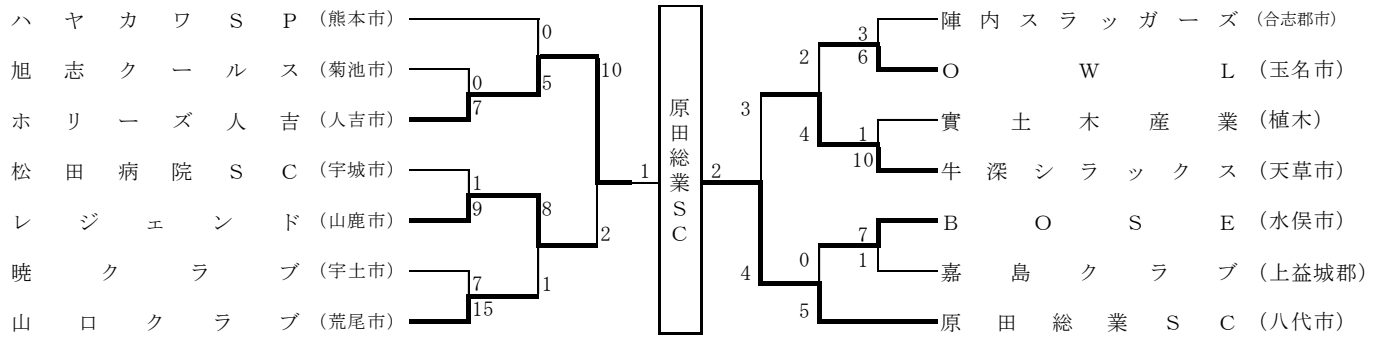 ハヤカワSP（熊本市）
0
旭志クールス（菊池市）
0
5
10
7
ホリーズ人吉（人吉市）
松田病院SC（宇城市）
1
9
8
レジェンド（山鹿市）
2
暁クラブ（宇土市）
7
1
15
山口クラブ（荒尾市）
1
原田総業SC
2
陣内スラッガーズ（合志郡市）
3
2
6
OWL（玉名市）
3
實土木産業（植木）
4
1
10
牛深シラックス（天草市）
BOSE（水俣市）
7
0
1
嘉島クラブ（上益城郡）
4
5
原田総業SC（八代市）